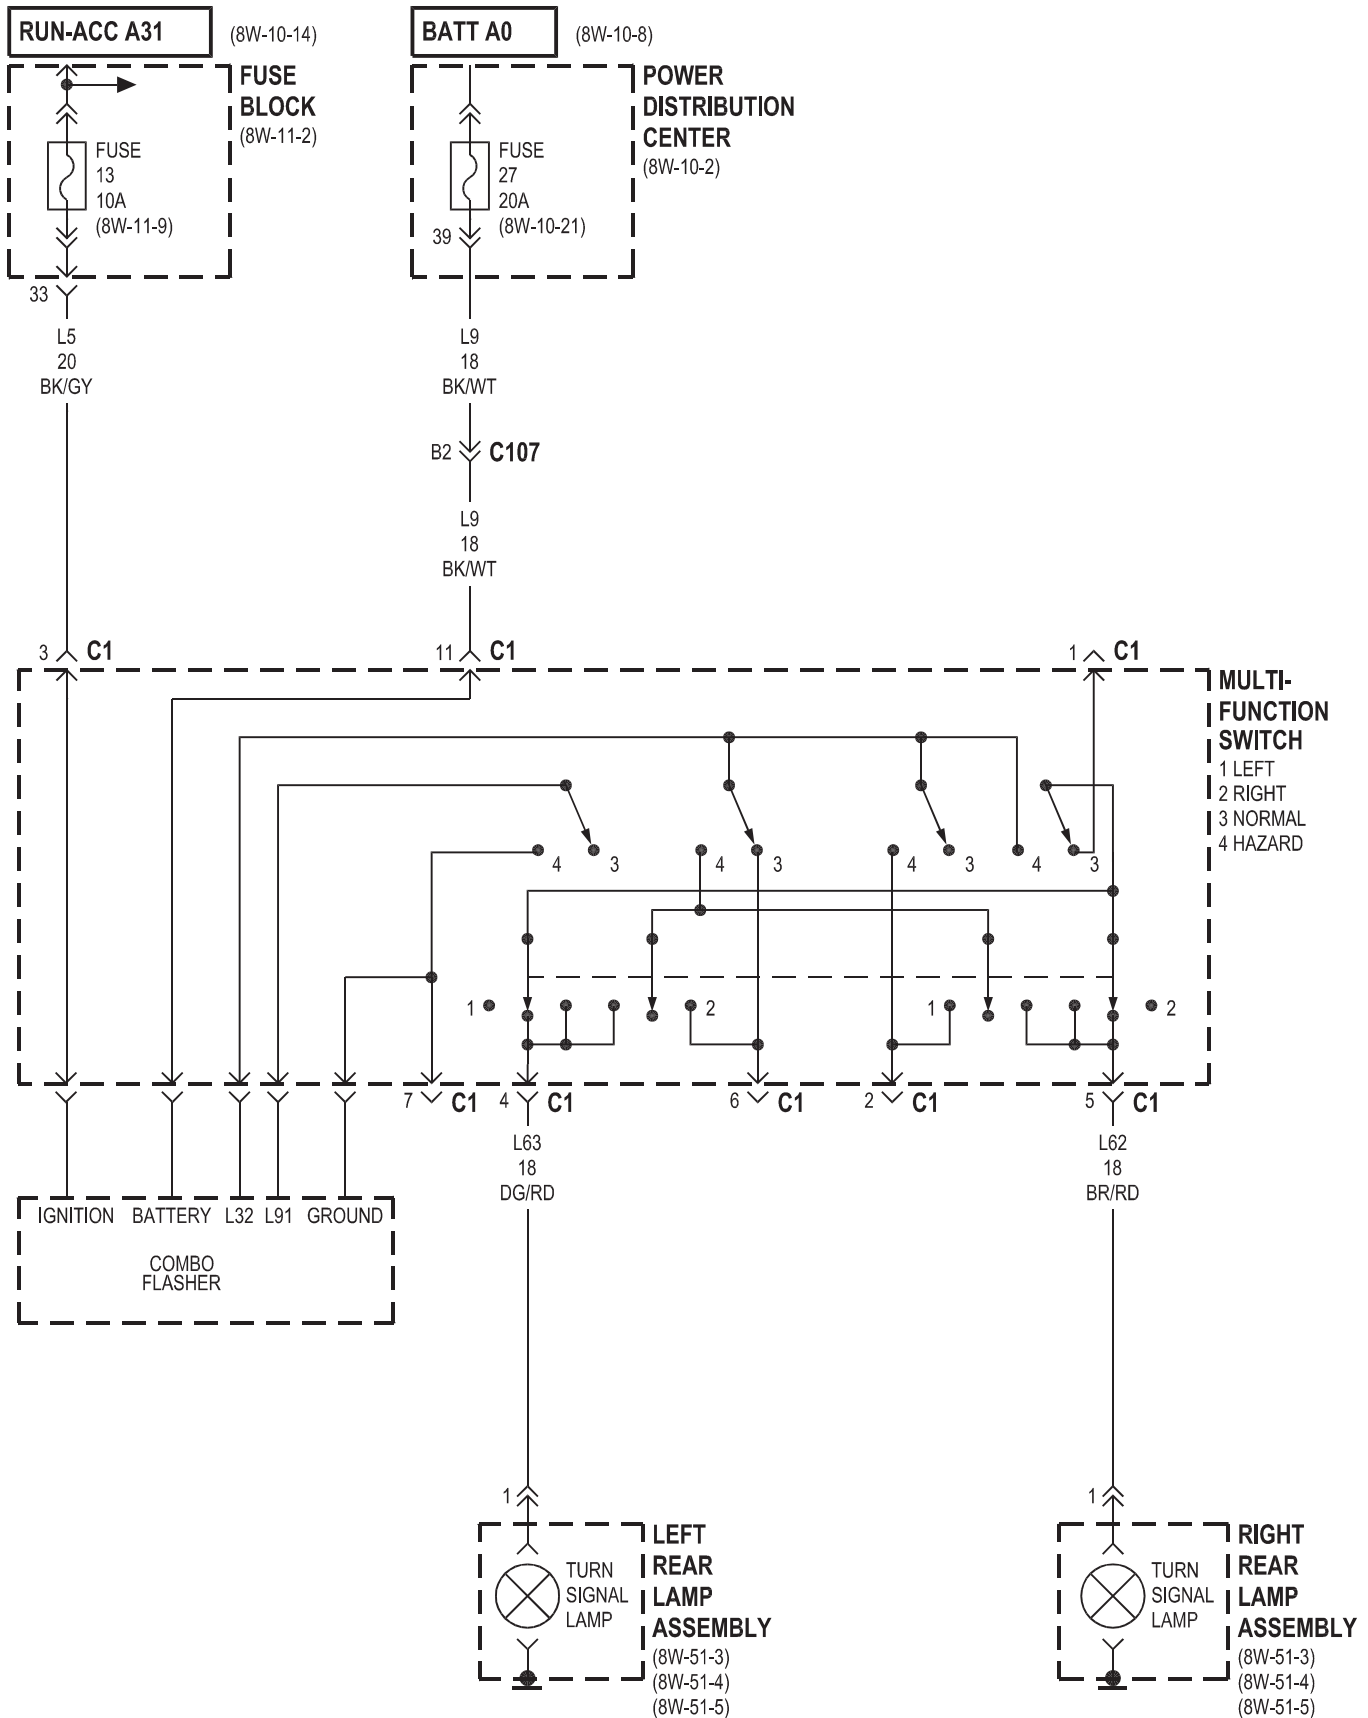 RUN-ACC A31
(8W-10-14)
BATT A0
(8W-10-8)
FUSE
BLOCK
(8W-11-2)
FUSE
13
10A
(8W-11-9)
33
POWER
DISTRIBUTION
CENTER
(8W-10-2)
FUSE
27
20A
(8W-10-21)
39
L5
20
BK/GY
L9
18
BK/WT
B2
C107
L9
18
BK/WT
3
C1
11
C1
1
C1
MULTI-
FUNCTION
SWITCH
1 LEFT
2 RIGHT
3 NORMAL
4 HAZARD
4
3
4
3
4
3
4
3
1
2
1
2
7
C1
4
C1
6
C1
2
C1
5
C1
L63
18
DG/RD
L62
18
BR/RD
IGNITION
BATTERY
L32
L91
GROUND
COMBO
FLASHER
1
LEFT
REAR
LAMP
ASSEMBLY
(8W-51-3)
(8W-51-4)
(8W-51-5)
TURN
SIGNAL
LAMP
1
RIGHT
REAR
LAMP
ASSEMBLY
(8W-51-3)
(8W-51-4)
(8W-51-5)
TURN
SIGNAL
LAMP